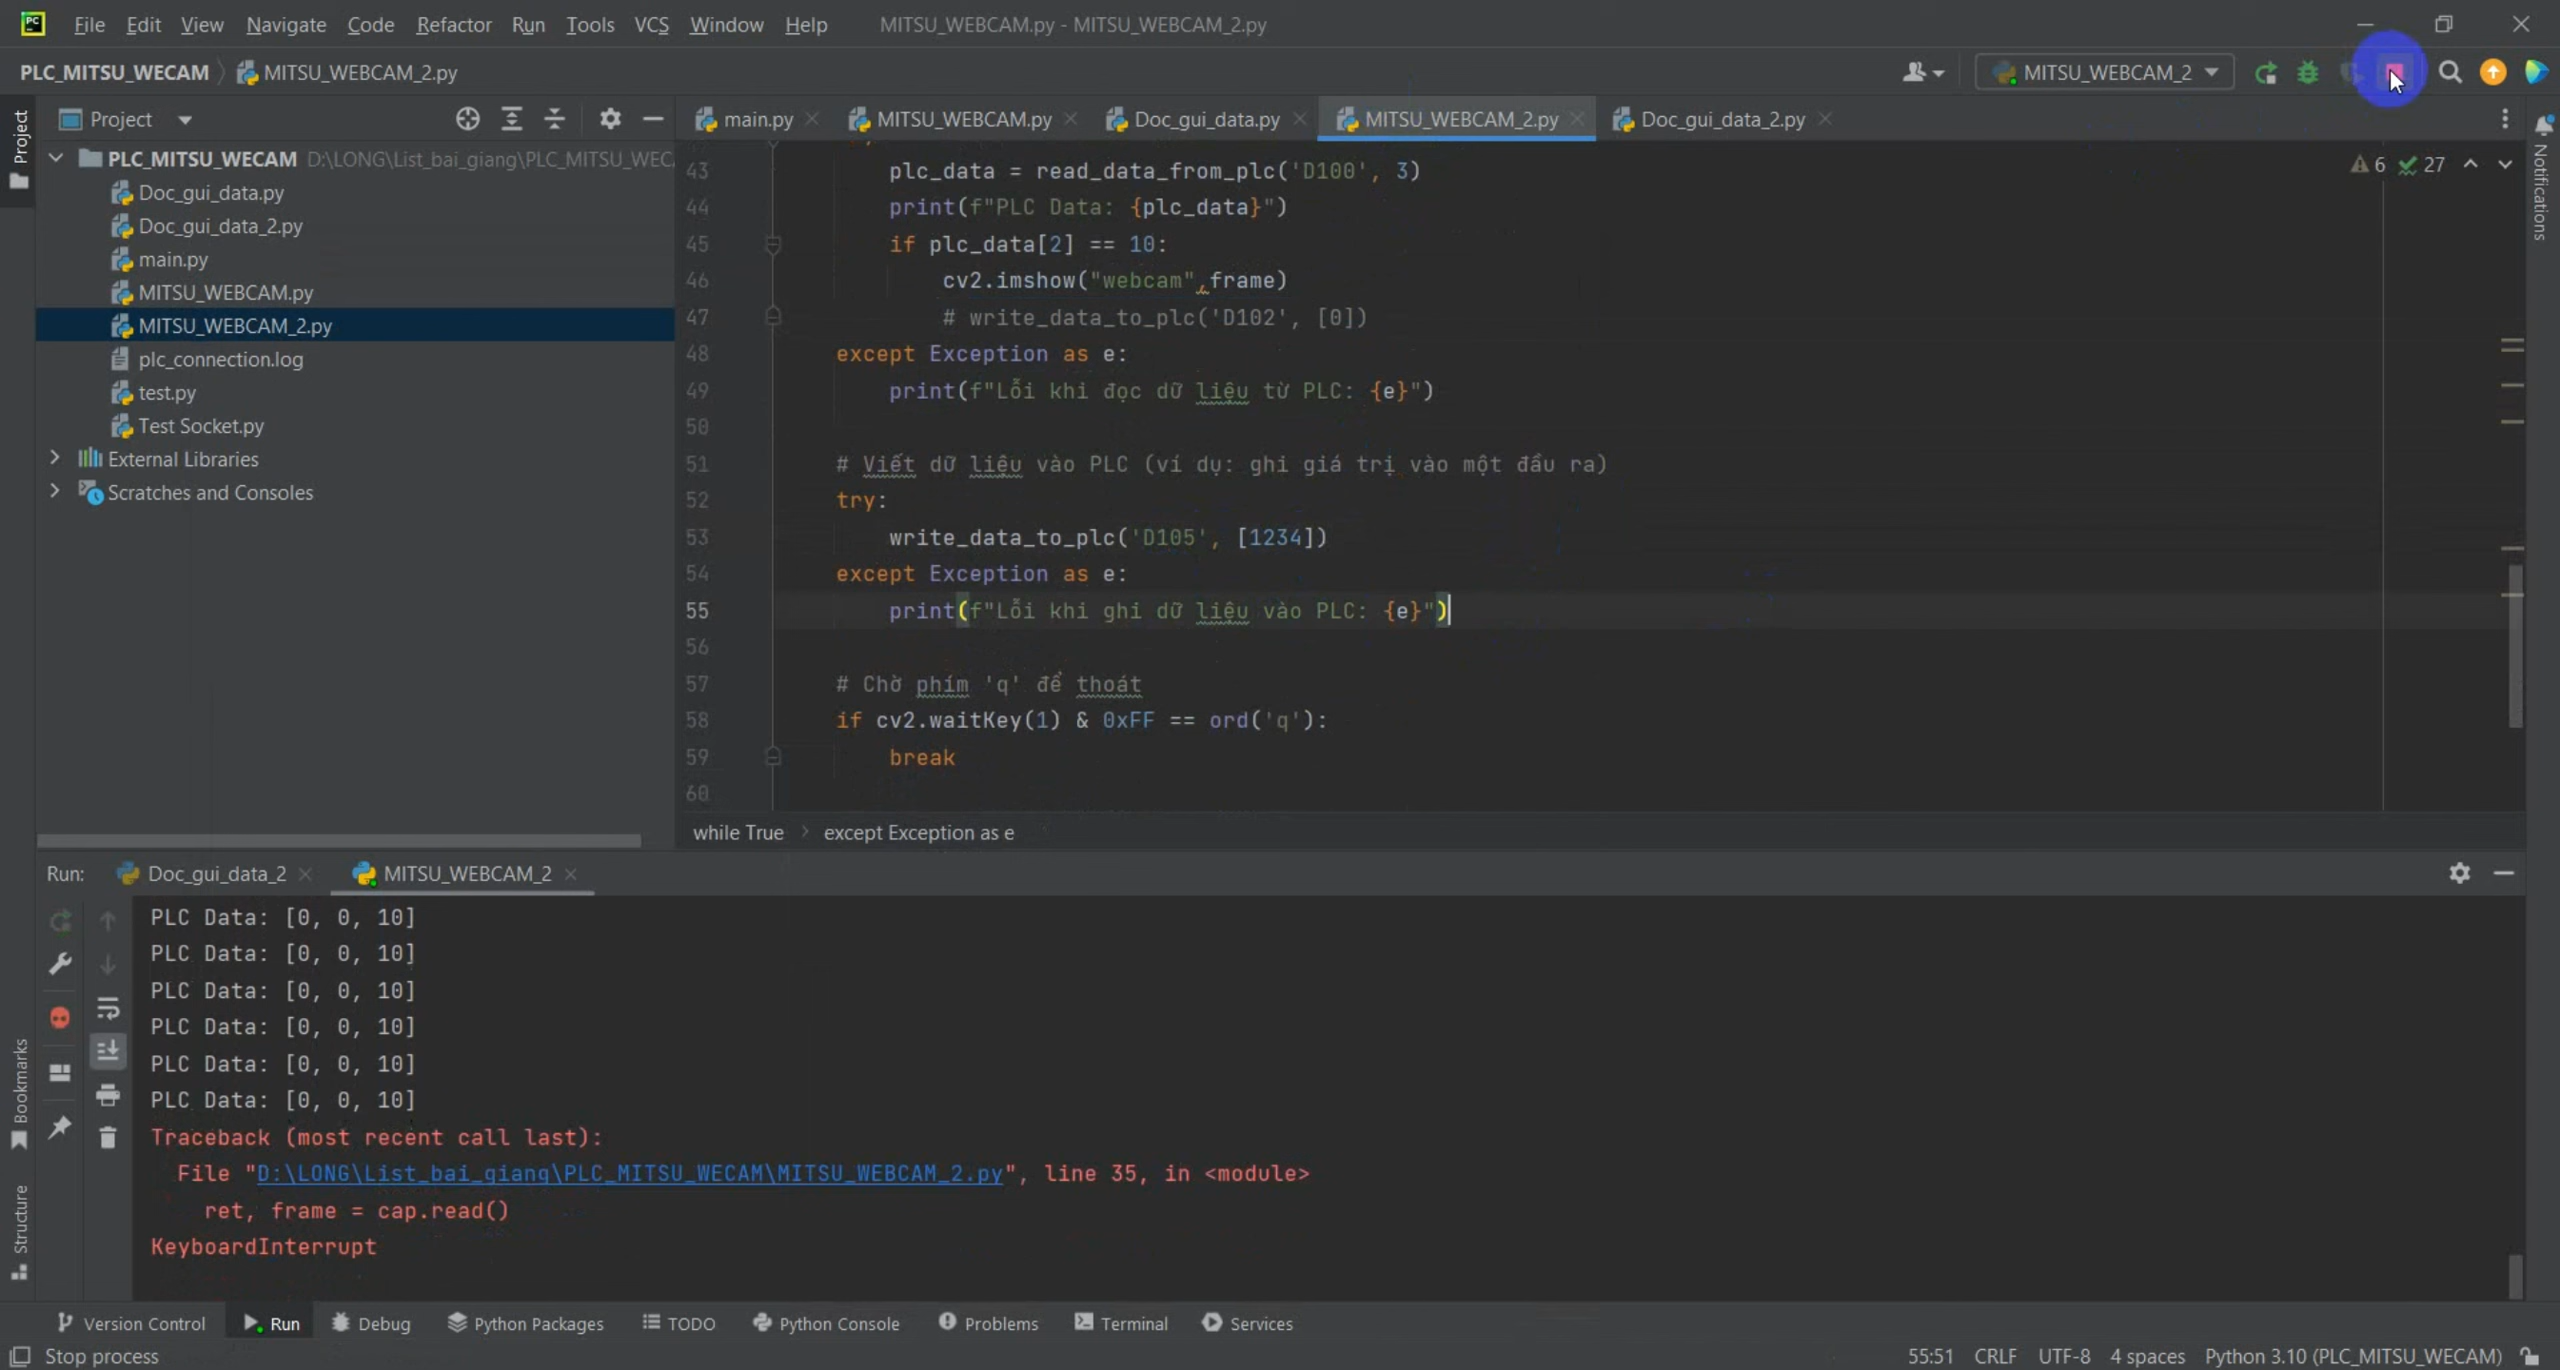 PC File Edit View Navigate Code Refactor Run Tools VCS Window Help MITSU_WEBCAM.py - MITSU_WEBCAM_2.py
PLC_MITSU_WECAM MITSU_WEBCAM_2.py MITSU_WEBCAM_2
Project
Project
PLC_MITSU_WECAM D:\LONG\List_bai_giang\PLC_MITSU_WEC
Doc_gui_data.py
Doc_gui_data_2.py
main.py
MITSU_WEBCAM.py
MITSU_WEBCAM_2.py
plc_connection.log
test.py
Test Socket.py
External Libraries
Scratches and Consoles
main.py MITSU_WEBCAM.py Doc_gui_data.py MITSU_WEBCAM_2.py Doc_gui_data_2.py
6 27
Notifications
43 plc_data = read_data_from_plc('D100', 3)
44 print(f"PLC Data: {plc_data}")
45 if plc_data[2] == 10:
46 cv2.imshow("webcam",frame)
47 # write_data_to_plc('D102', [0])
48 except Exception as e:
49 print(f"Lỗi khi đọc dữ liệu từ PLC: {e}")
50
51 # Viết dữ liệu vào PLC (ví dụ: ghi giá trị vào một đầu ra)
52 try:
53 write_data_to_plc('D105', [1234])
54 except Exception as e:
55 print(f"Lỗi khi ghi dữ liệu vào PLC: {e}")
56
57 # Chờ phím 'q' để thoát
58 if cv2.waitKey(1) & 0xFF == ord('q'):
59 break
60
while True except Exception as e
Run: Doc_gui_data_2 MITSU_WEBCAM_2
PLC Data: [0, 0, 10]
PLC Data: [0, 0, 10]
PLC Data: [0, 0, 10]
PLC Data: [0, 0, 10]
PLC Data: [0, 0, 10]
PLC Data: [0, 0, 10]
Traceback (most recent call last):
File "D:\LONG\List_bai_giang\PLC_MITSU_WECAM\MITSU_WEBCAM_2.py", line 35, in <module>
ret, frame = cap.read()
KeyboardInterrupt
Bookmarks
Structure
Version Control Run Debug Python Packages TODO Python Console Problems Terminal Services
Stop process 55:51 CRLF UTF-8 4 spaces Python 3.10 (PLC_MITSU_WECAM)